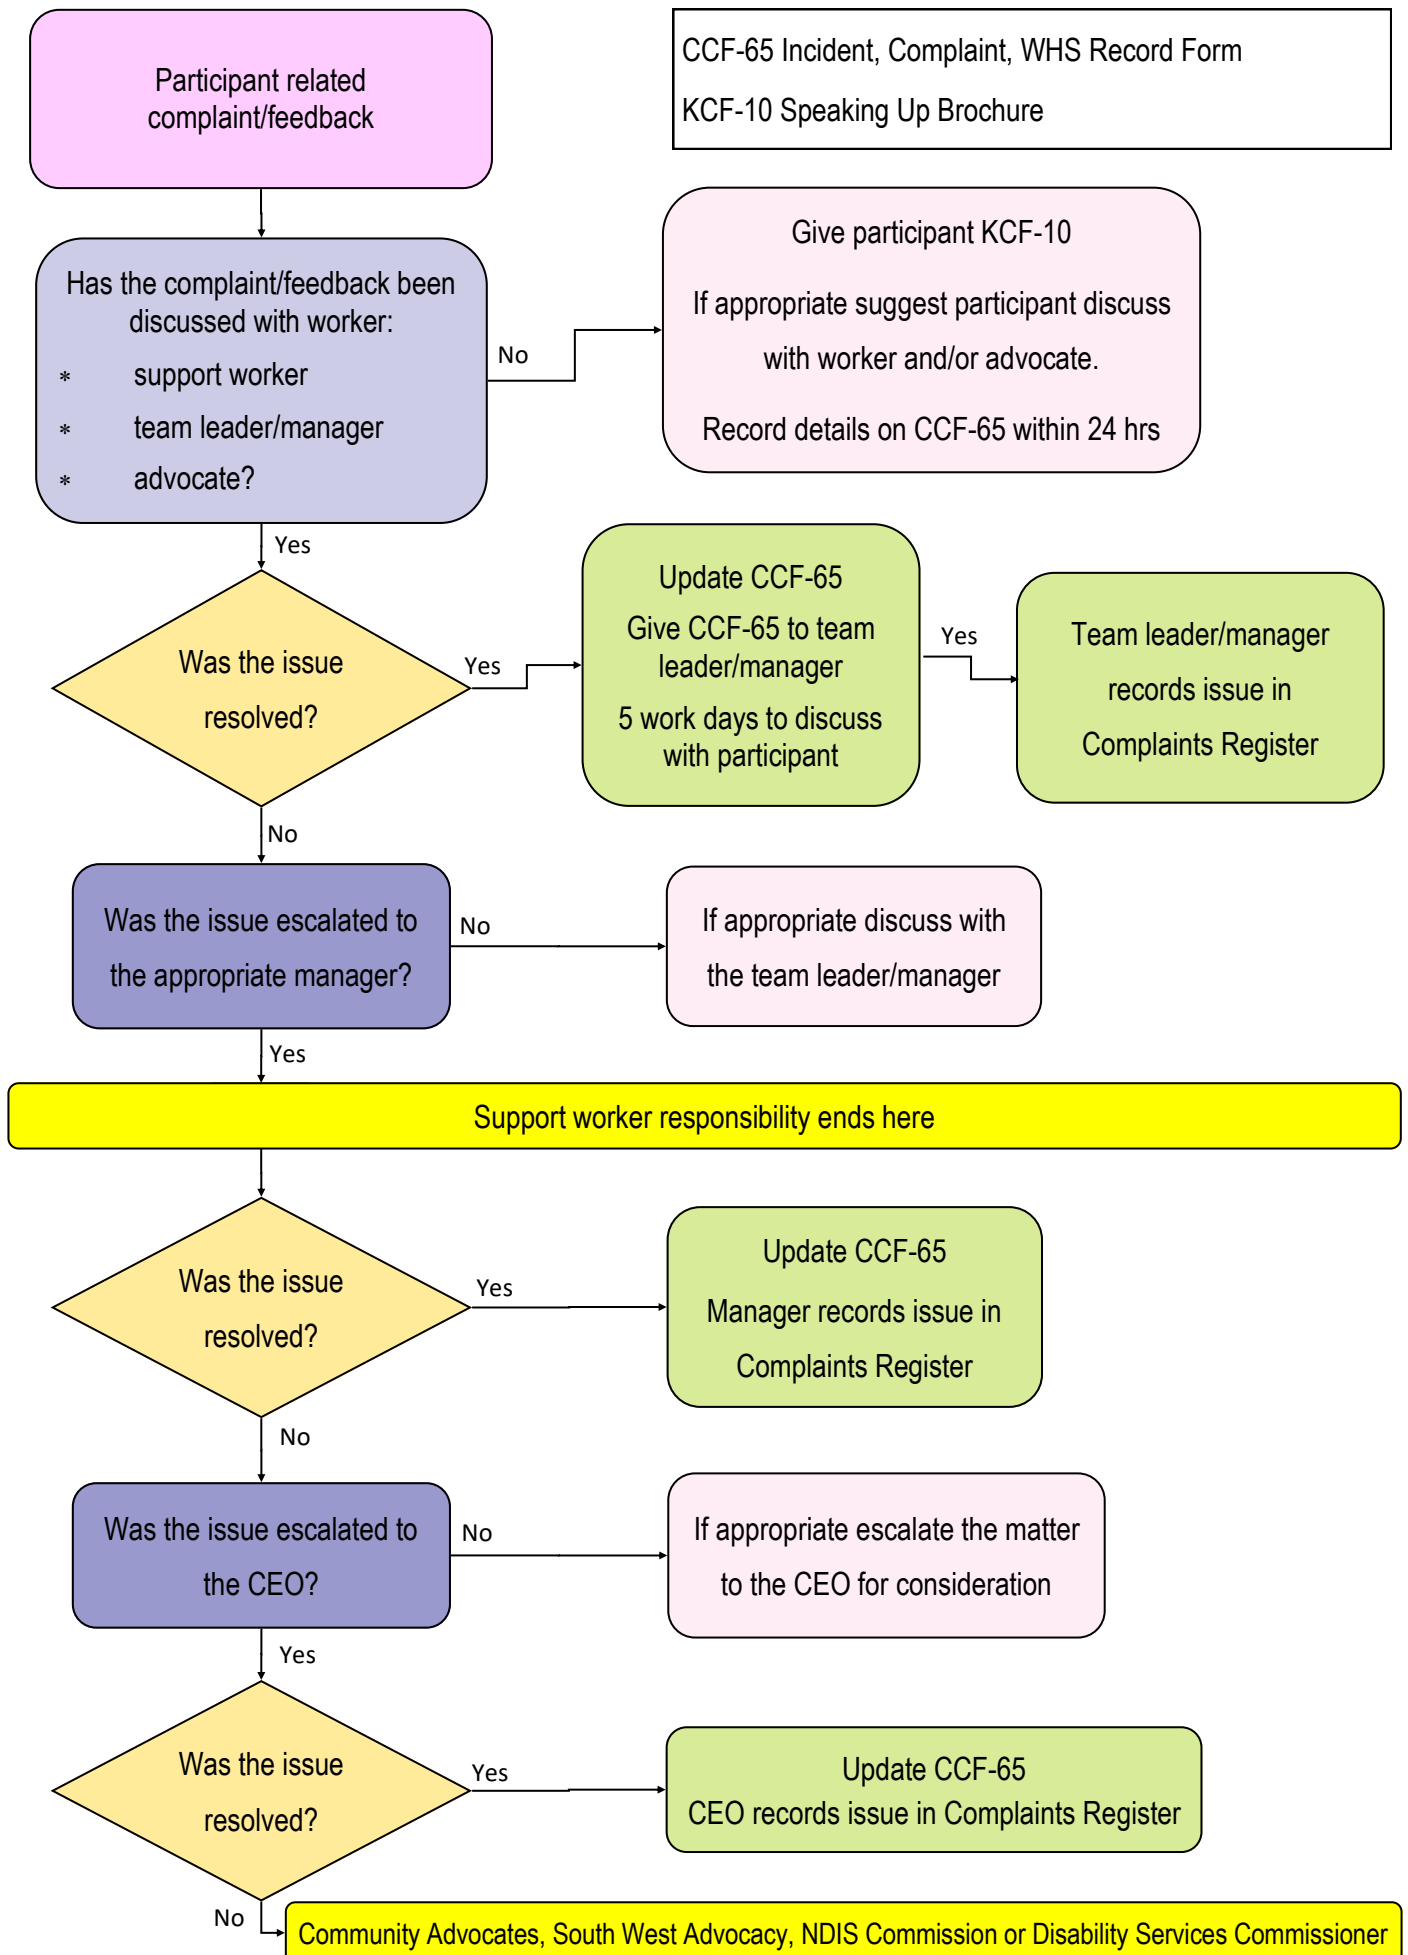 Participant related
complaint/feedback
CCF-65 Incident, Complaint, WHS Record Form
KCF-10 Speaking Up Brochure
Has the complaint/feedback been
discussed with worker:
* support worker
* team leader/manager
* advocate?
No
Give participant KCF-10
If appropriate suggest participant discuss
with worker and/or advocate.
Record details on CCF-65 within 24 hrs
Yes
Was the issue
resolved?
Yes
Update CCF-65
Give CCF-65 to team
leader/manager
5 work days to discuss
with participant
Yes
Team leader/manager
records issue in
Complaints Register
No
Was the issue escalated to
the appropriate manager?
No
If appropriate discuss with
the team leader/manager
Yes
Support worker responsibility ends here
Was the issue
resolved?
Yes
Update CCF-65
Manager records issue in
Complaints Register
No
Was the issue escalated to
the CEO?
No
If appropriate escalate the matter
to the CEO for consideration
Yes
Was the issue
resolved?
Yes
Update CCF-65
CEO records issue in Complaints Register
No
Community Advocates, South West Advocacy, NDIS Commission or Disability Services Commissioner